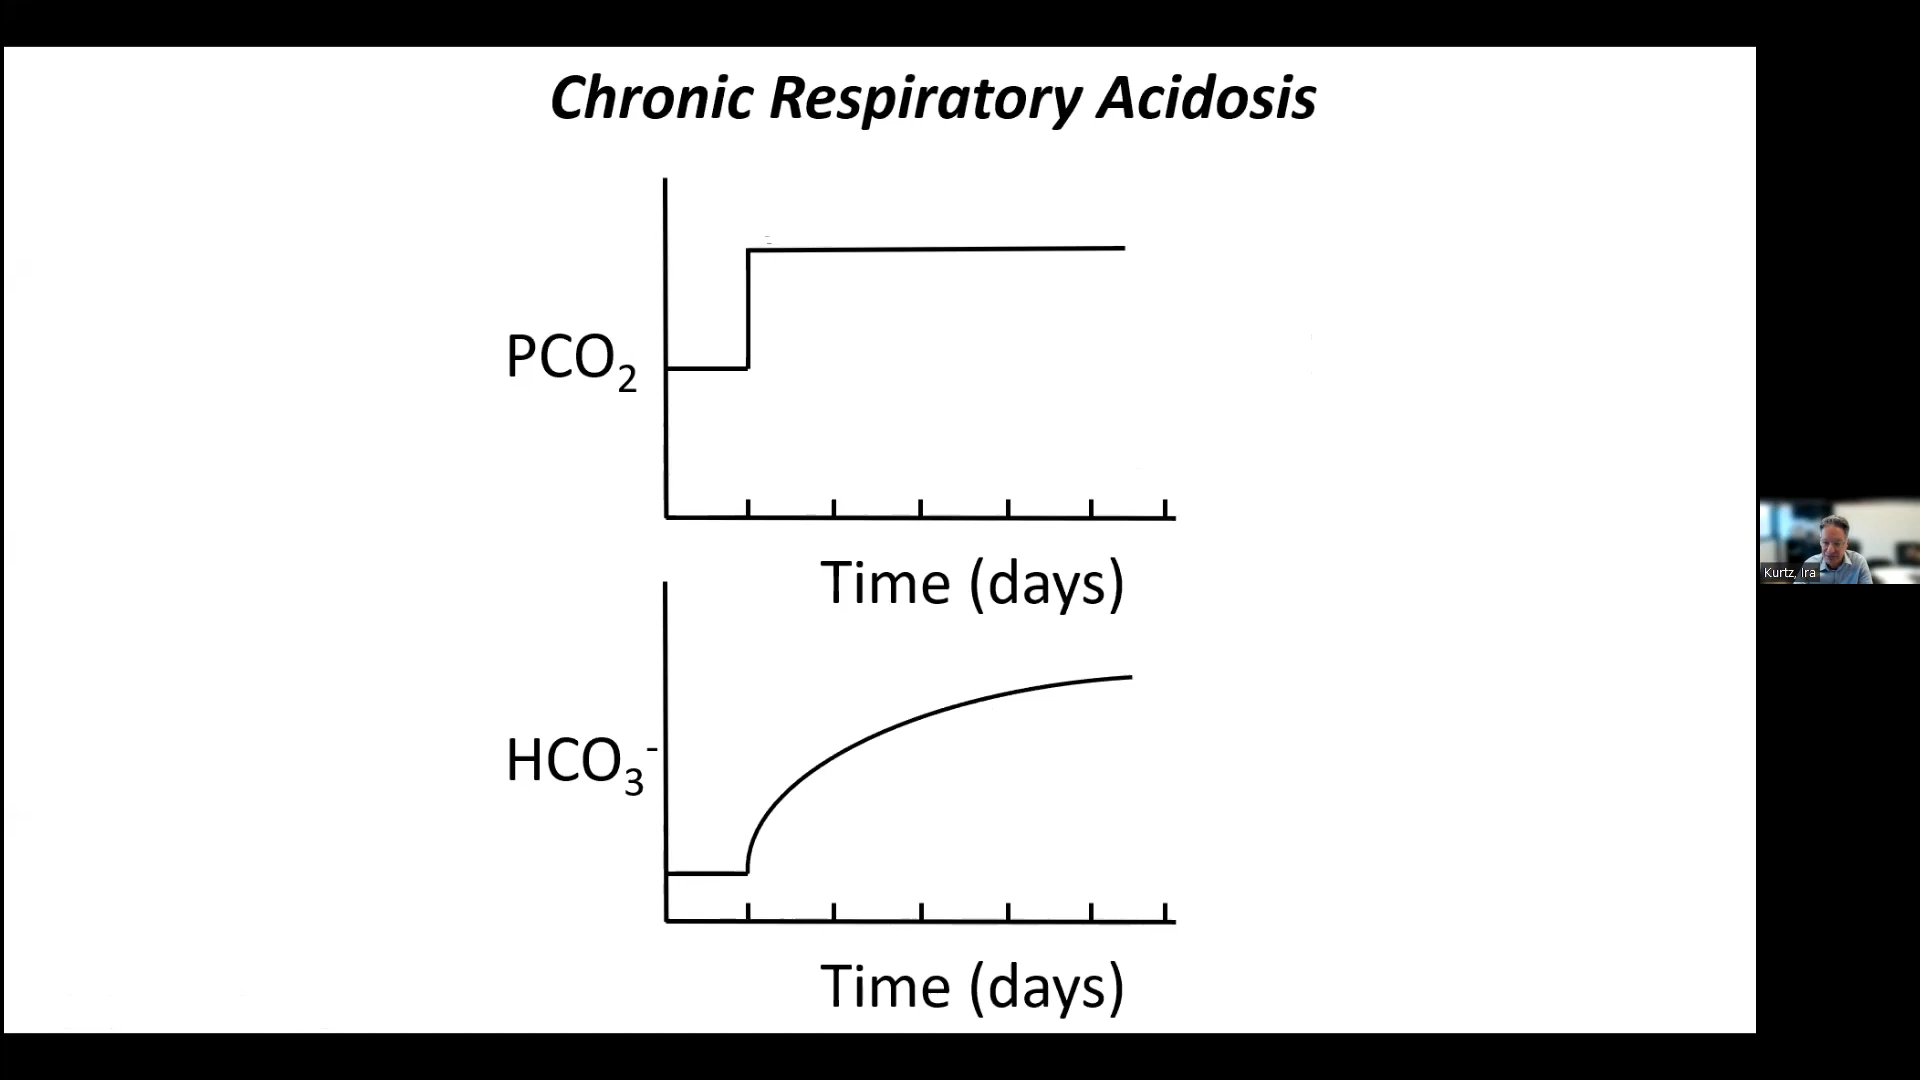 Chronic Respiratory Acidosis
PCO₂
Time (days)
HCO₃⁻
Time (days)
Kurtz, Ira